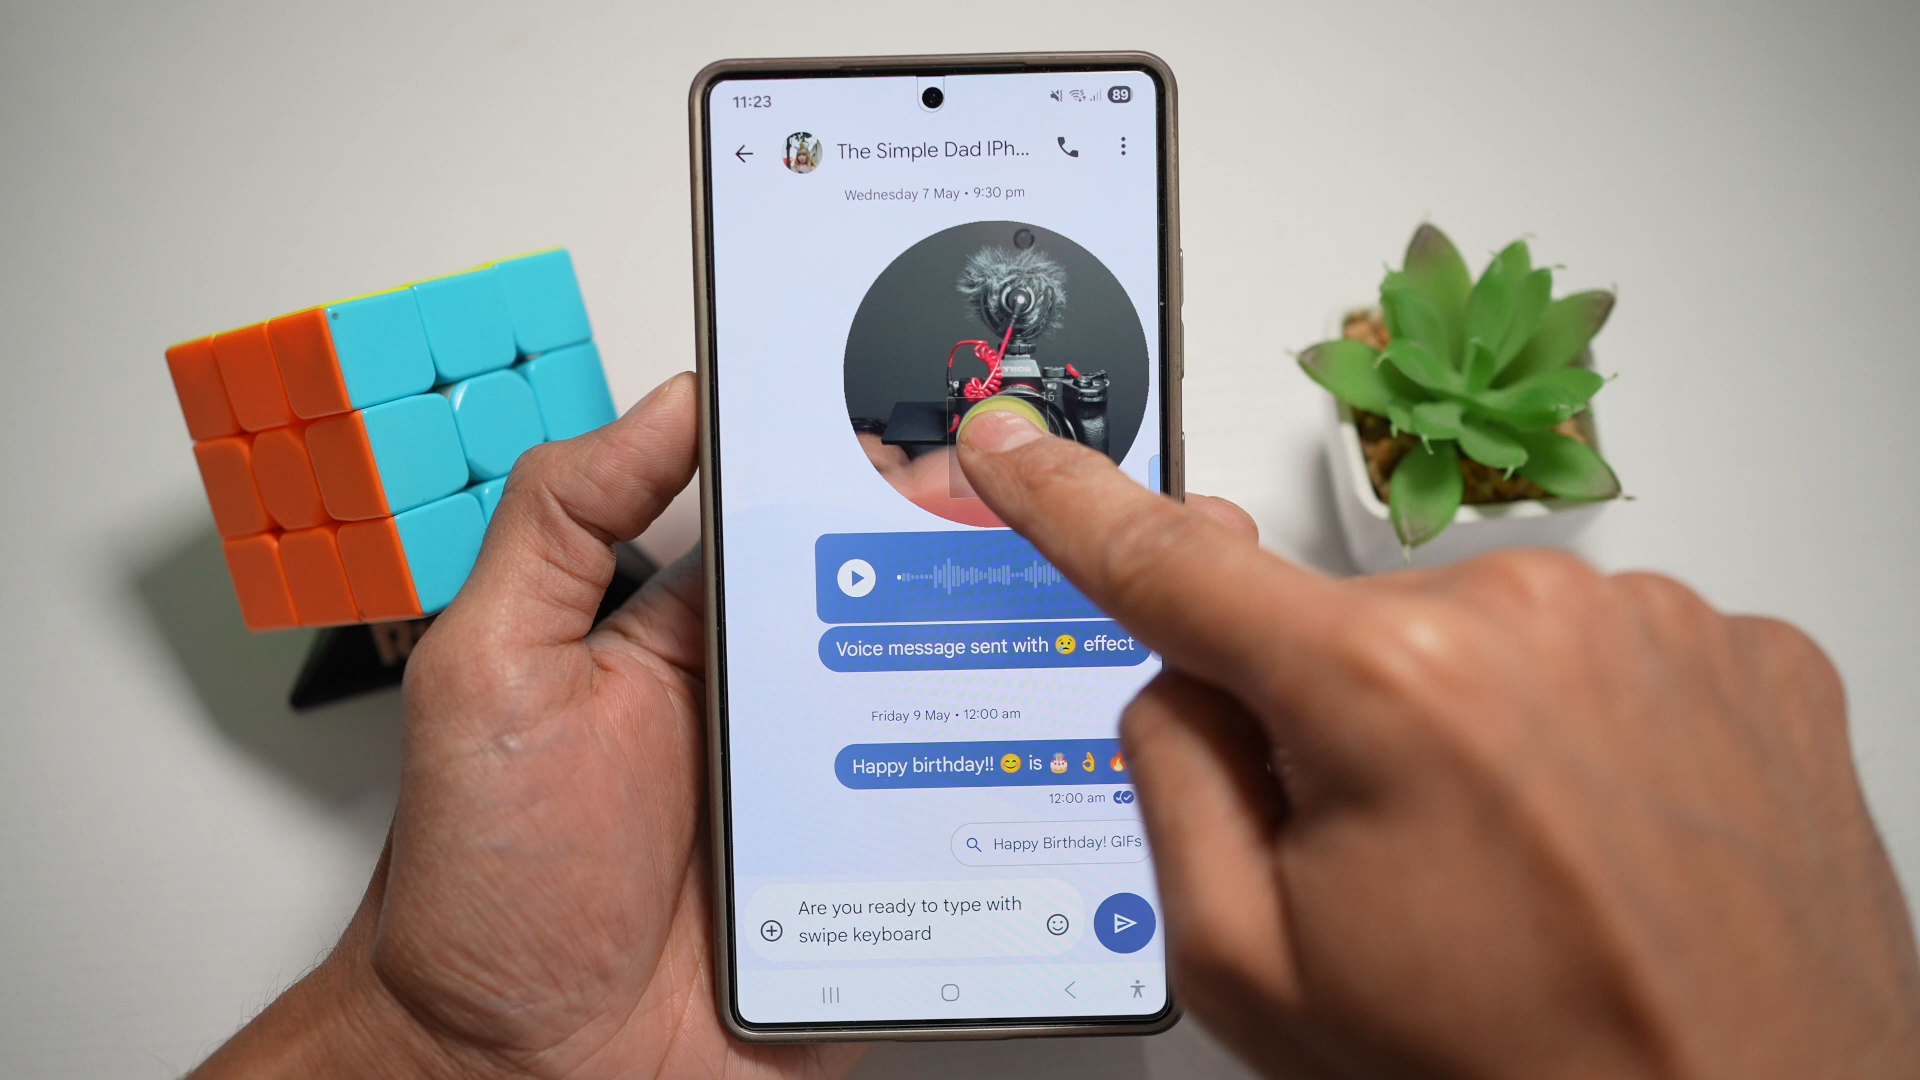 11:23
89
The Simple Dad IPh...
Wednesday 7 May • 9:30 pm
SONY
16
Voice message sent with 😢 effect
Friday 9 May • 12:00 am
Happy birthday!! 😊 is 🎂 👌 🔥
12:00 am
Happy Birthday! GIFs
Are you ready to type with
swipe keyboard